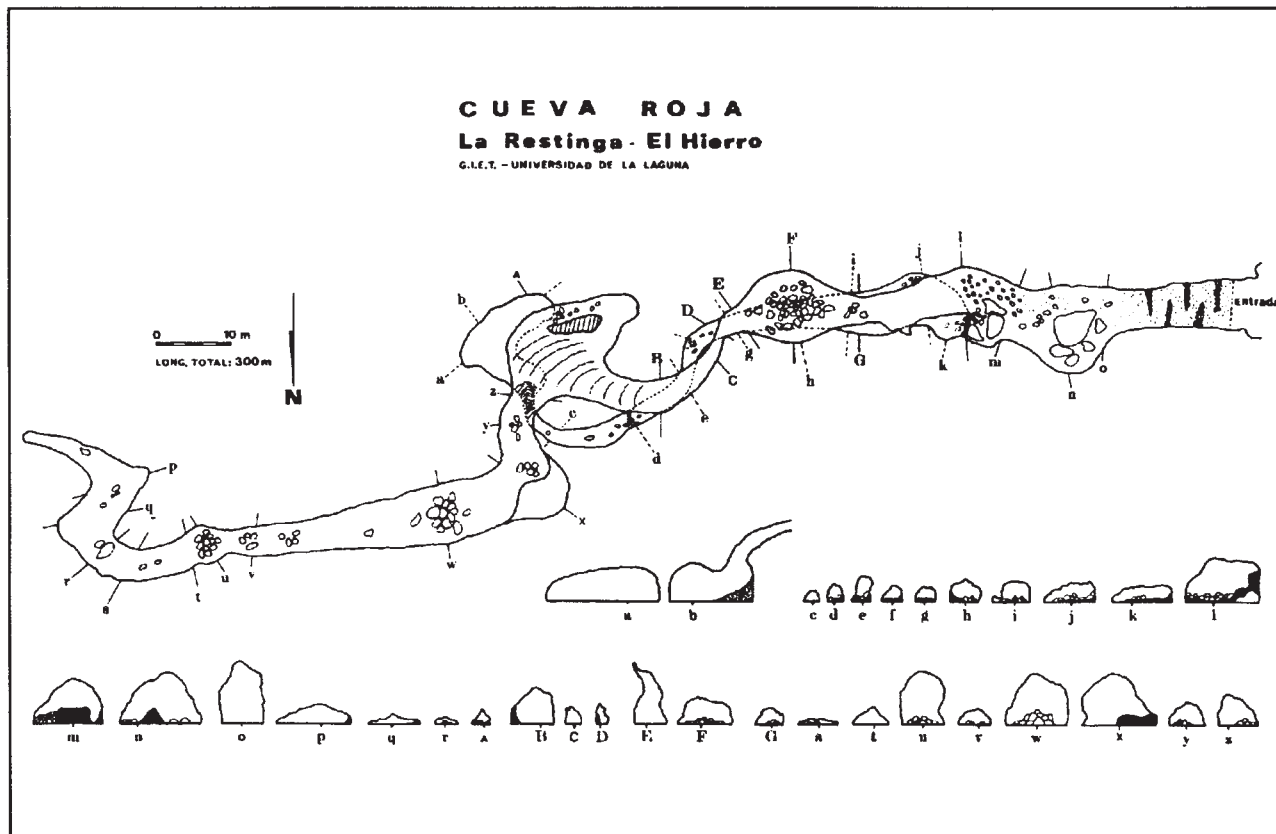 CUEVA ROJA
La Restinga - El Hierro
G.I.E.T. - UNIVERSIDAD DE LA LAGUNA
F
l
i
j
A
E
b
D
Entrada
0 10 m
LONG. TOTAL: 300 m
N
a
B
g
h
G
k
m
o
C
n
z
c
e
y
d
p
q
x
r
w
s
t
u
v
a b c d e f g h i j k l
m n o p q r A B C D E F G s t u v w x y z